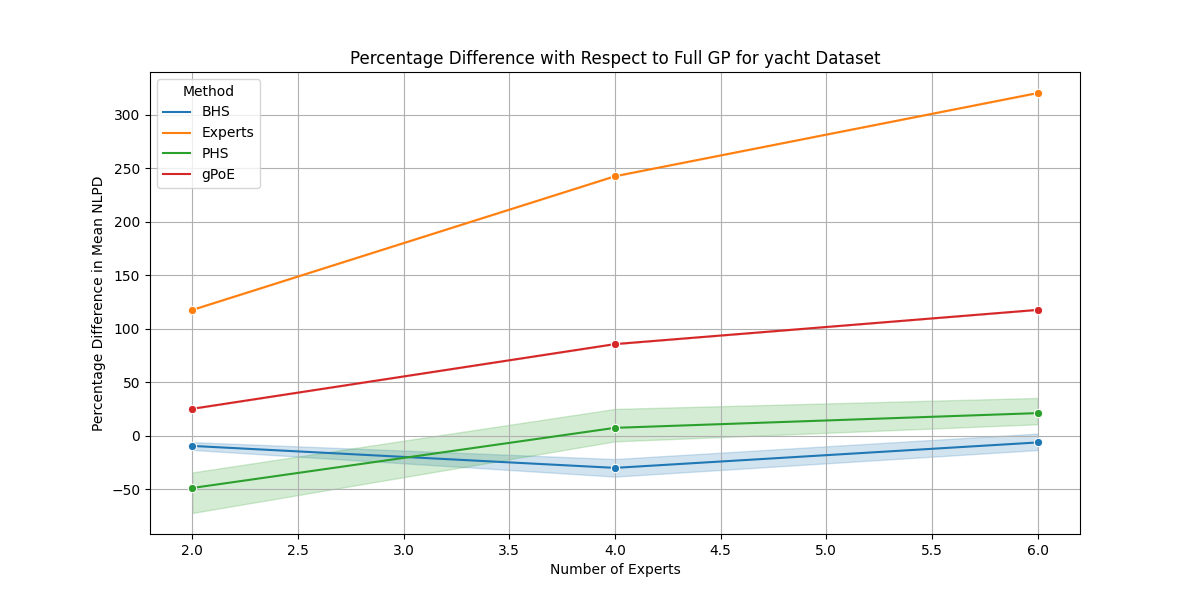 Percentage Difference with Respect to Full GP for yacht Dataset
Method
BHS
Experts
PHS
gPoE
Percentage Difference in Mean NLPD
300
250
200
150
100
50
0
−50
2.0 2.5 3.0 3.5 4.0 4.5 5.0 5.5 6.0
Number of Experts